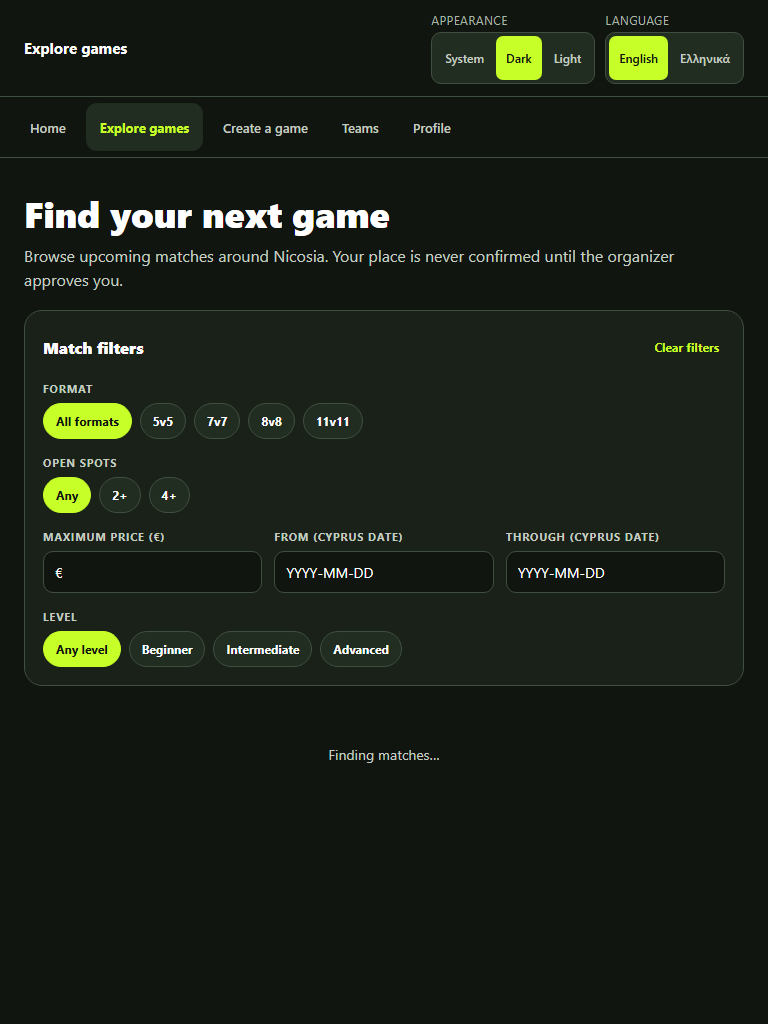 Explore games
APPEARANCE
System Dark Light
LANGUAGE
English Ελληνικά
Home Explore games Create a game Teams Profile
Find your next game
Browse upcoming matches around Nicosia. Your place is never confirmed until the organizer
approves you.
Match filters
Clear filters
FORMAT
All formats 5v5 7v7 8v8 11v11
OPEN SPOTS
Any 2+ 4+
MAXIMUM PRICE (€) FROM (CYPRUS DATE) THROUGH (CYPRUS DATE)
€ YYYY-MM-DD YYYY-MM-DD
LEVEL
Any level Beginner Intermediate Advanced
Finding matches...